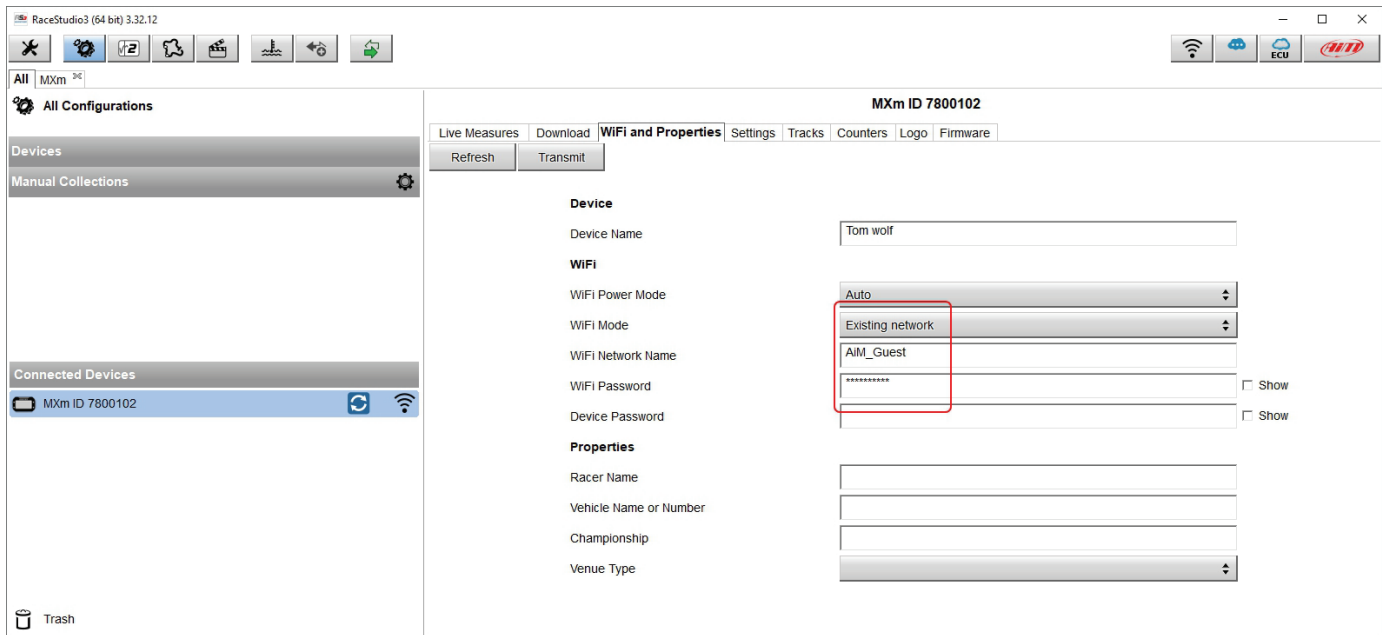 RaceStudio3 (64 bit) 3.32.12
ECU
AiM
All MXm
All Configurations
Devices
Manual Collections
Connected Devices
MXm ID 7800102
Trash
MXm ID 7800102
Live Measures Download WiFi and Properties Settings Tracks Counters Logo Firmware
Refresh Transmit
Device
Device Name Tom wolf
WiFi
WiFi Power Mode Auto
WiFi Mode Existing network
WiFi Network Name AiM_Guest
WiFi Password ********** Show
Device Password Show
Properties
Racer Name
Vehicle Name or Number
Championship
Venue Type